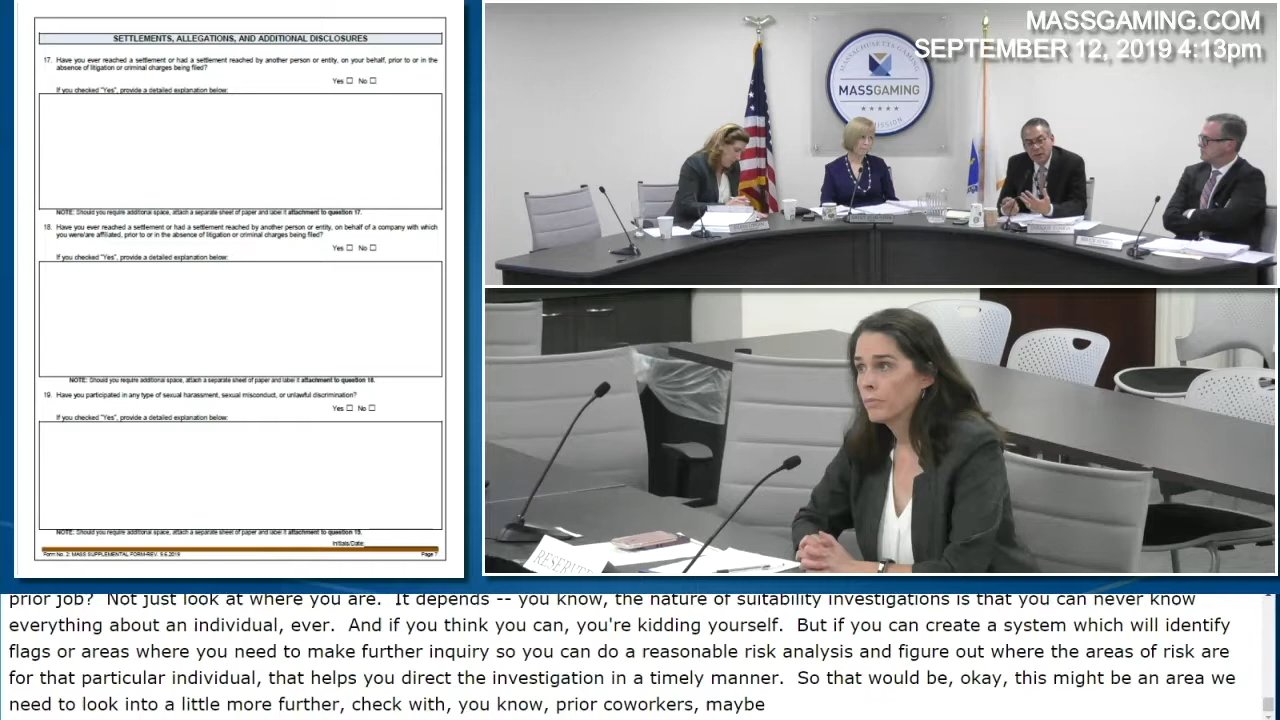 MASSGAMING.COM
SEPTEMBER 12, 2019 4:13pm
SETTLEMENTS, ALLEGATIONS, AND ADDITIONAL DISCLOSURES
17. Have you ever reached a settlement or had a settlement reached by another person or entity, on your behalf, prior to or in the
absence of litigation or criminal charges being filed?
Yes ☐ No ☐
If you checked "Yes", provide a detailed explanation below:
NOTE: Should you require additional space, attach a separate sheet of paper and label it attachment to question 17.
18. Have you ever reached a settlement or had a settlement reached by another person or entity, on behalf of a company with which
you were/are affiliated, prior to or in the absence of litigation or criminal charges being filed?
Yes ☐ No ☐
If you checked "Yes", provide a detailed explanation below:
NOTE: Should you require additional space, attach a separate sheet of paper and label it attachment to question 18.
19. Have you participated in any type of sexual harassment, sexual misconduct, or unlawful discrimination?
Yes ☐ No ☐
If you checked "Yes", provide a detailed explanation below:
NOTE: Should you require additional space, attach a separate sheet of paper and label it attachment to question 19.
Initials/Date:
Form No. 2: MASS SUPPLEMENTAL FORM-REV. 9.6.2019 Page 7
MASSACHUSETTS GAMING
MASSGAMING
RESERVED
prior job? Not just look at where you are. It depends -- you know, the nature of suitability investigations is that you can never know
everything about an individual, ever. And if you think you can, you're kidding yourself. But if you can create a system which will identify
flags or areas where you need to make further inquiry so you can do a reasonable risk analysis and figure out where the areas of risk are
for that particular individual, that helps you direct the investigation in a timely manner. So that would be, okay, this might be an area we
need to look into a little more further, check with, you know, prior coworkers, maybe